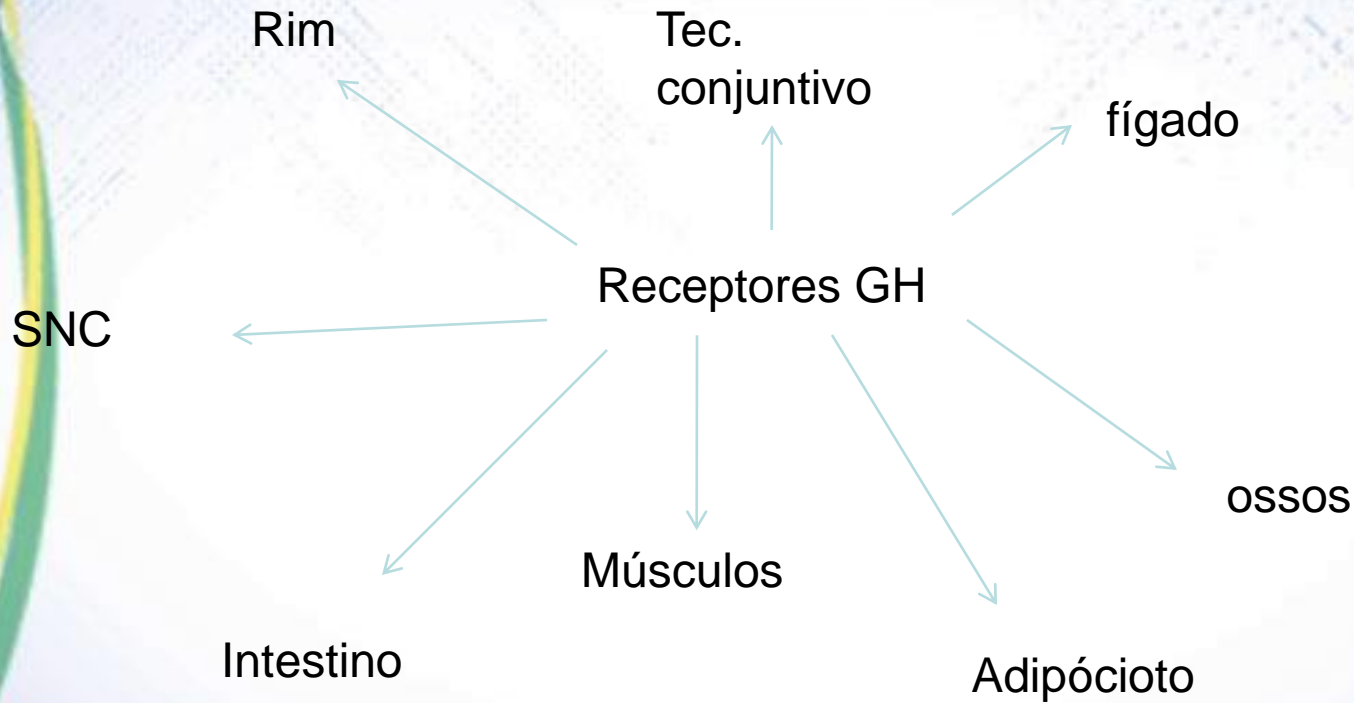 Rim
Tec.
conjuntivo
fígado
Receptores GH
SNC
ossos
Músculos
Intestino
Adipócioto